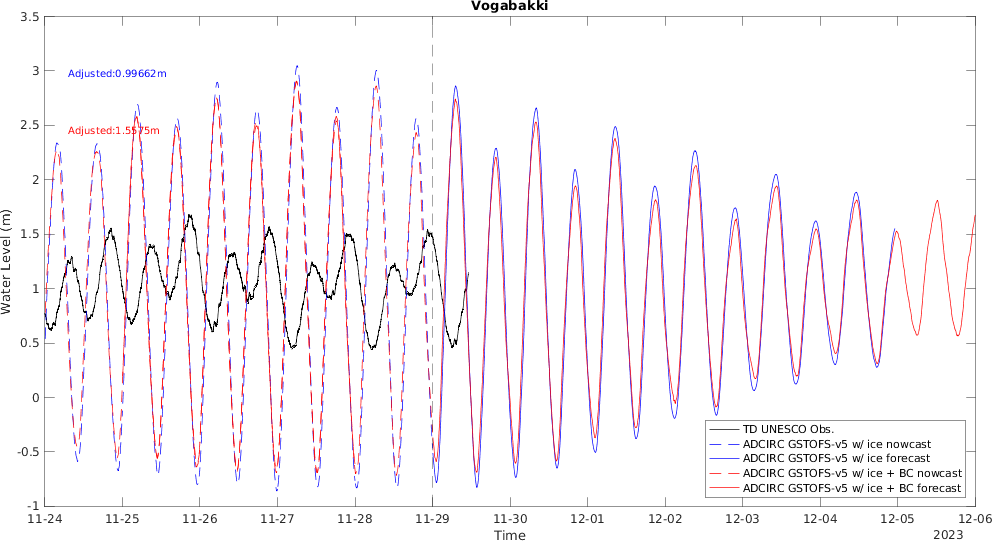 Vogabakki
3.5
3
2.5
2
1.5
1
0.5
0
-0.5
-1
Water Level (m)
Adjusted:0.99662m
Adjusted:1.5575m
TD UNESCO Obs.
ADCIRC GSTOFS-v5 w/ ice nowcast
ADCIRC GSTOFS-v5 w/ ice forecast
ADCIRC GSTOFS-v5 w/ ice + BC nowcast
ADCIRC GSTOFS-v5 w/ ice + BC forecast
11-24 11-25 11-26 11-27 11-28 11-29 11-30 12-01 12-02 12-03 12-04 12-05 12-06
Time
2023